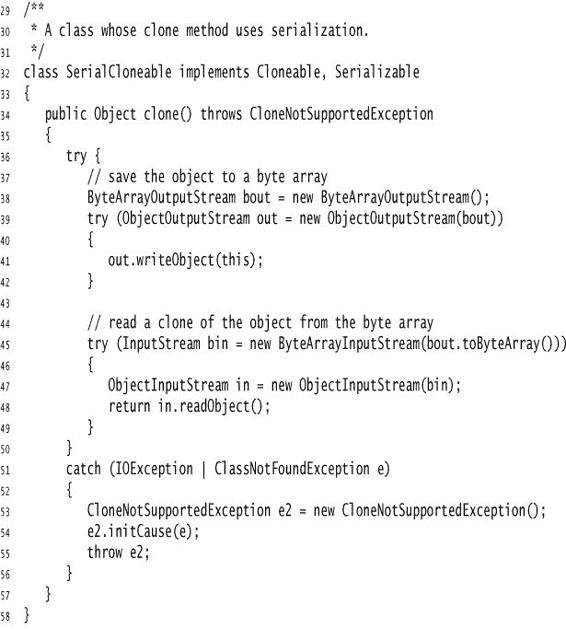 29 /**
30  * A class whose clone method uses serialization.
31  */
32 class SerialCloneable implements Cloneable, Serializable
33 {
34    public Object clone() throws CloneNotSupportedException
35    {
36       try {
37          // save the object to a byte array
38          ByteArrayOutputStream bout = new ByteArrayOutputStream();
39          try (ObjectOutputStream out = new ObjectOutputStream(bout))
40          {
41             out.writeObject(this);
42          }
43
44          // read a clone of the object from the byte array
45          try (InputStream bin = new ByteArrayInputStream(bout.toByteArray()))
46          {
47             ObjectInputStream in = new ObjectInputStream(bin);
48             return in.readObject();
49          }
50       }
51       catch (IOException | ClassNotFoundException e)
52       {
53          CloneNotSupportedException e2 = new CloneNotSupportedException();
54          e2.initCause(e);
55          throw e2;
56       }
57    }
58 }